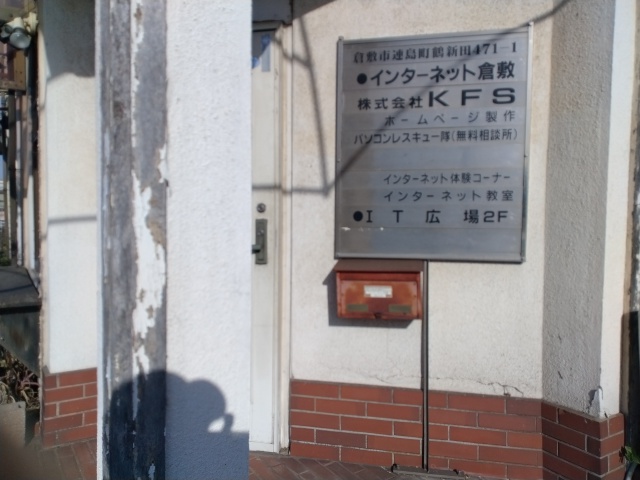 倉敷市連島町鶴新田471-1
●インターネット倉敷
株式会社KFS
ホームページ製作
パソコンレスキュー隊(無料相談所)
インターネット体験コーナー
インターネット教室
●IT広場2F